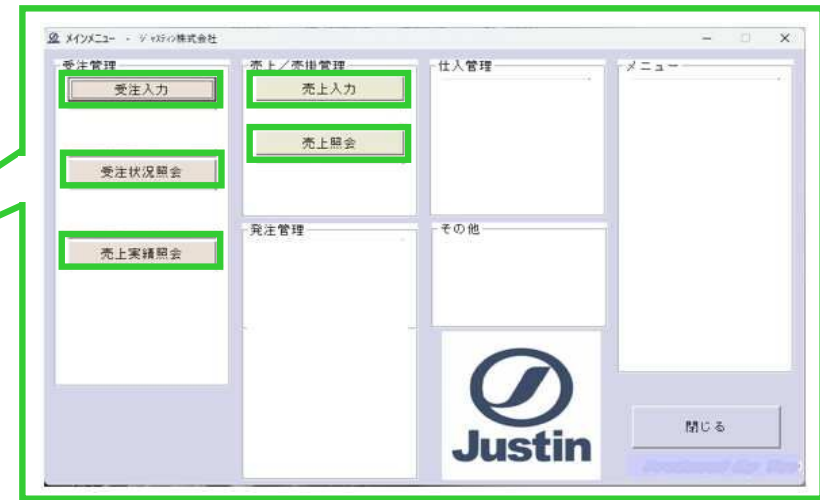 メインメニュー - ジャスティン株式会社
受注管理
受注入力
受注状況照会
売上実績照会
売上／売掛管理
売上入力
売上照会
発注管理
仕入管理
その他
メニュー
Justin
閉じる